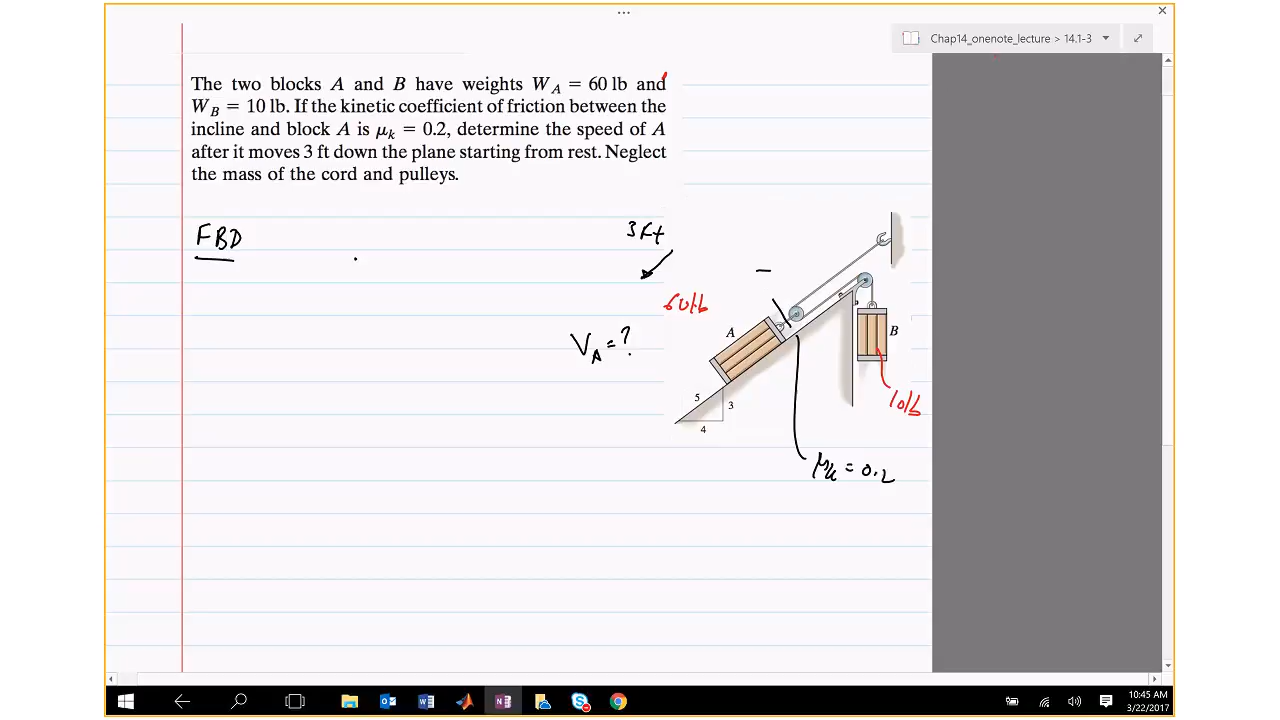 ...
Chap14_onenote_lecture > 14.1-3
The two blocks A and B have weights W_A = 60 lb and
W_B = 10 lb. If the kinetic coefficient of friction between the
incline and block A is μ_k = 0.2, determine the speed of A
after it moves 3 ft down the plane starting from rest. Neglect
the mass of the cord and pulleys.
FBD
3ft
60lb
V_A = ?
A
B
5
3
4
10lb
μ_k = 0.2
10:45 AM
3/22/2017